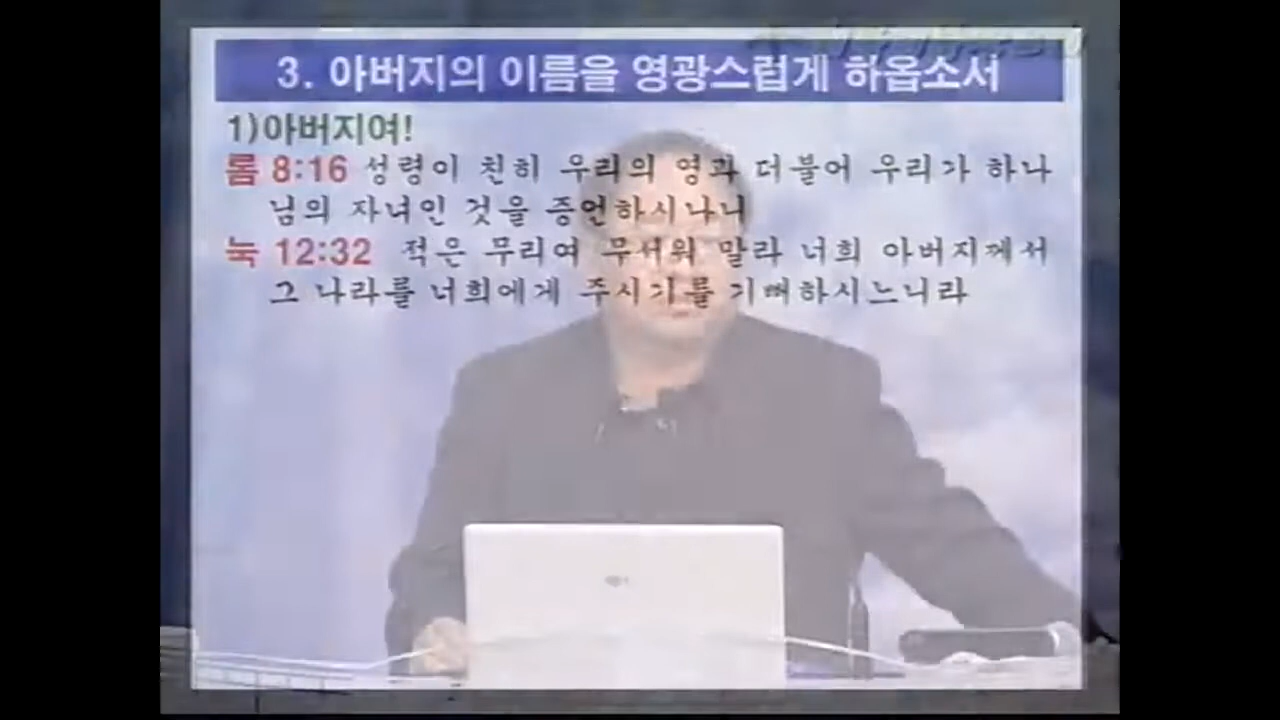 3. 아버지의 이름을 영광스럽게 하옵소서
1)아버지여!
롬 8:16 성령이 친히 우리의 영과 더불어 우리가 하나
님의 자녀인 것을 증언하시나니
눅 12:32 적은 무리여 무서워 말라 너희 아버지께서
그 나라를 너희에게 주시기를 기뻐하시느니라